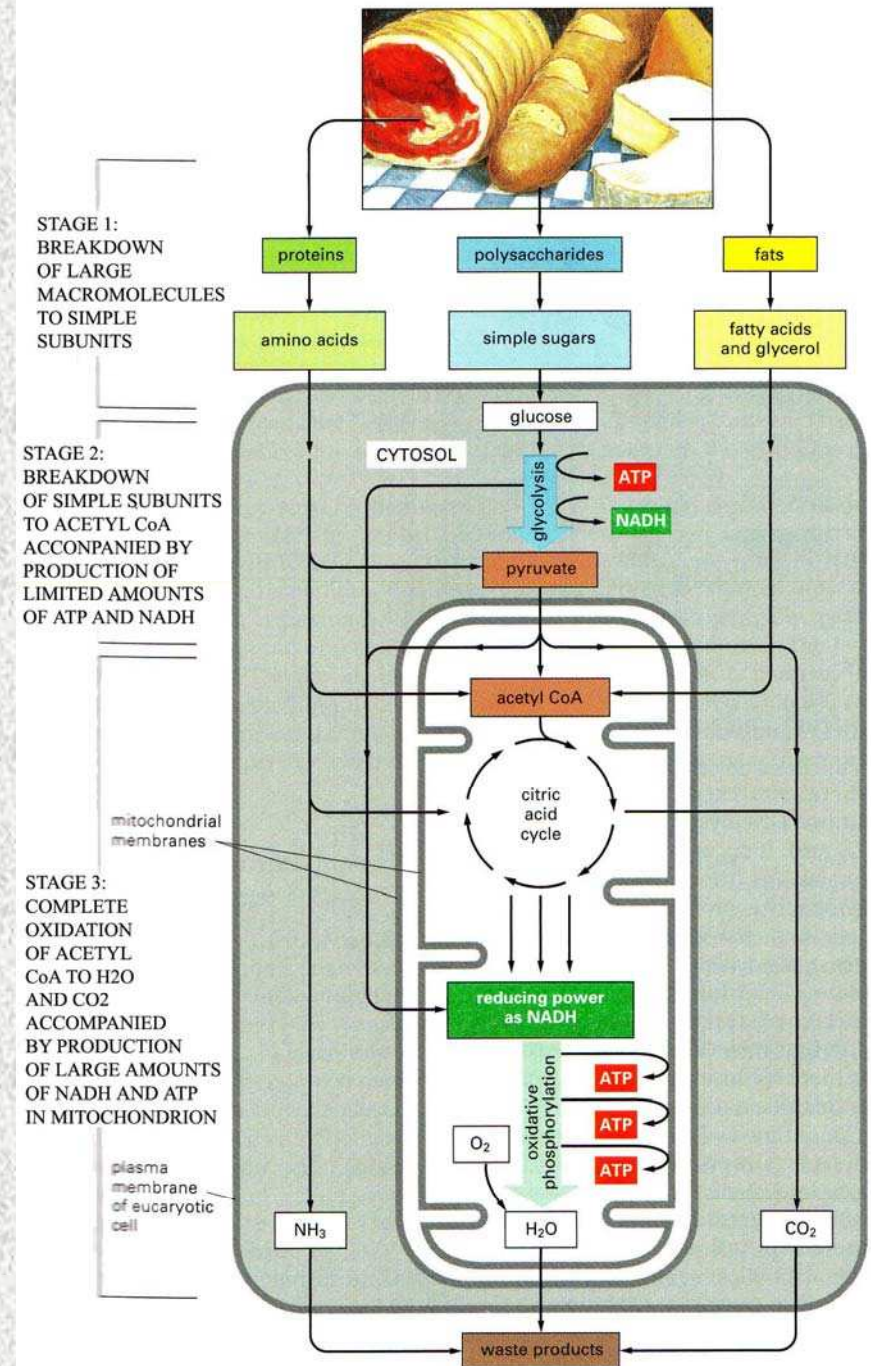 STAGE 1:
BREAKDOWN
OF LARGE
MACROMOLECULES
TO SIMPLE
SUBUNITS
proteins
polysaccharides
fats
amino acids
simple sugars
fatty acids
and glycerol
STAGE 2:
BREAKDOWN
OF SIMPLE SUBUNITS
TO ACETYL CoA
ACCONPANIED BY
PRODUCTION OF
LIMITED AMOUNTS
OF ATP AND NADH
glucose
CYTOSOL
glycolysis
ATP
NADH
pyruvate
acetyl CoA
citric
acid
cycle
mitochondrial
membranes
STAGE 3:
COMPLETE
OXIDATION
OF ACETYL
CoA TO H2O
AND CO2
ACCOMPANIED
BY PRODUCTION
OF LARGE AMOUNTS
OF NADH AND ATP
IN MITOCHONDRION
reducing power
as NADH
oxidative
phosphorylation
ATP
ATP
ATP
O₂
plasma
membrane
of eucaryotic
cell
NH₃
H₂O
CO₂
waste products